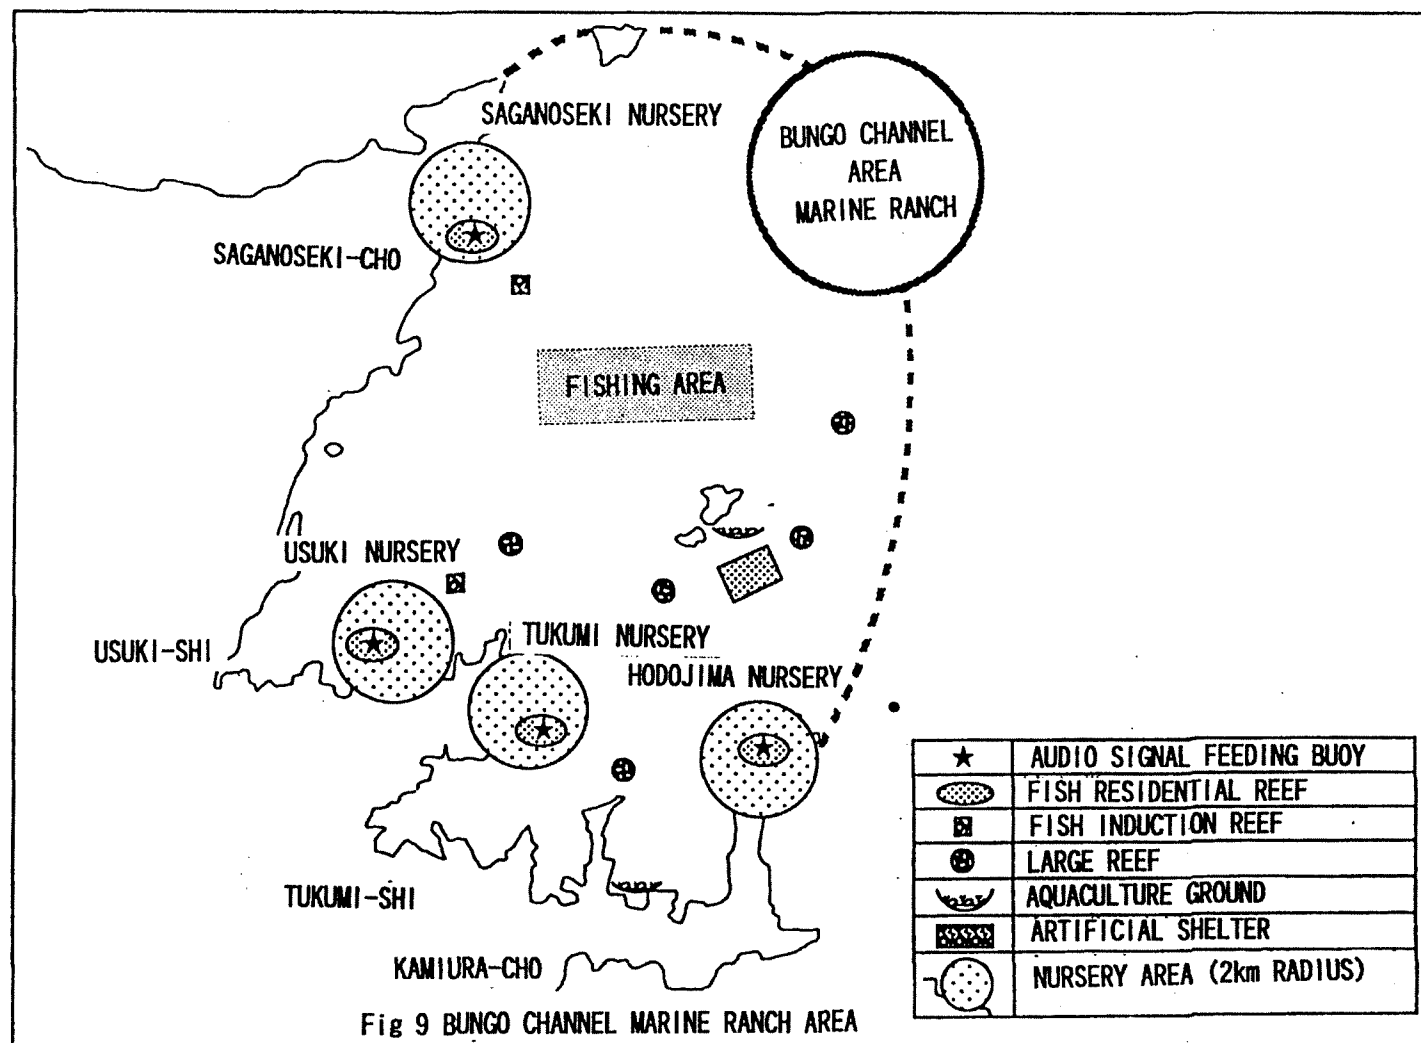 SAGANOSEKI NURSERY
BUNGO CHANNEL
AREA
MARINE RANCH
SAGANOSEKI-CHO
FISHING AREA
USUKI NURSERY
TUKUMI NURSERY
USUKI-SHI
HODOJIMA NURSERY
AUDIO SIGNAL FEEDING BUOY
FISH RESIDENTIAL REEF
FISH INDUCTION REEF
LARGE REEF
AQUACULTURE GROUND
ARTIFICIAL SHELTER
NURSERY AREA (2km RADIUS)
TUKUMI-SHI
KAMIURA-CHO
Fig 9 BUNGO CHANNEL MARINE RANCH AREA